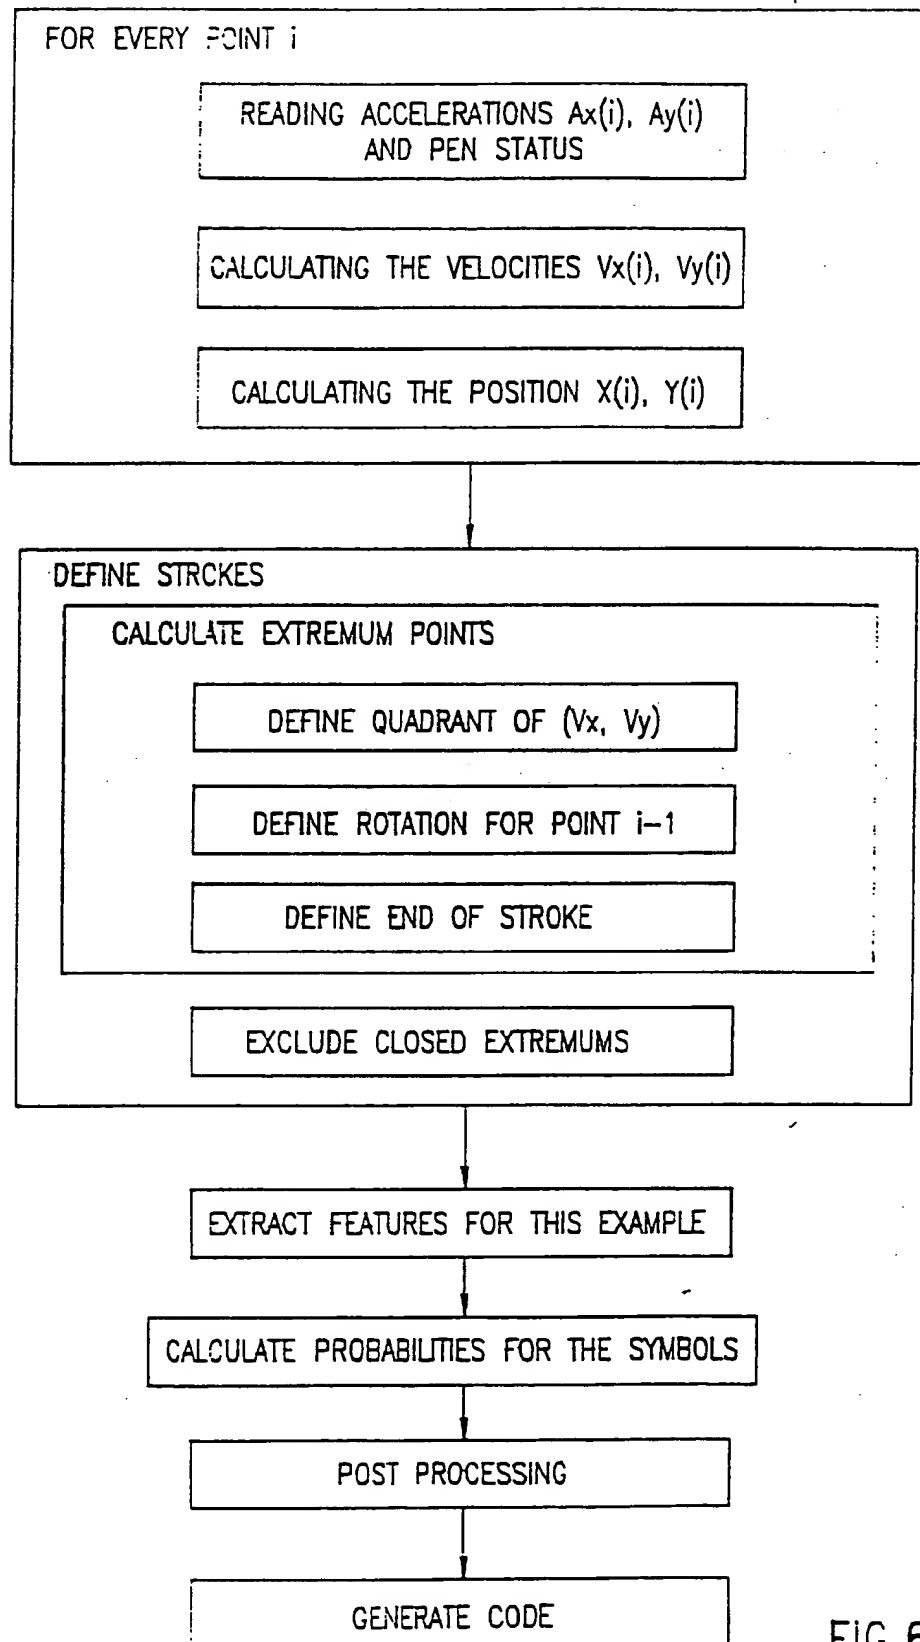 FOR EVERY POINT i
READING ACCELERATIONS Ax(i), Ay(i)
AND PEN STATUS
CALCULATING THE VELOCITIES Vx(i), Vy(i)
CALCULATING THE POSITION X(i), Y(i)
DEFINE STROKES
CALCULATE EXTREMUM POINTS
DEFINE QUADRANT OF (Vx, Vy)
DEFINE ROTATION FOR POINT i-1
DEFINE END OF STROKE
EXCLUDE CLOSED EXTREMUMS
EXTRACT FEATURES FOR THIS EXAMPLE
CALCULATE PROBABILITIES FOR THE SYMBOLS
POST PROCESSING
GENERATE CODE
FIG 6